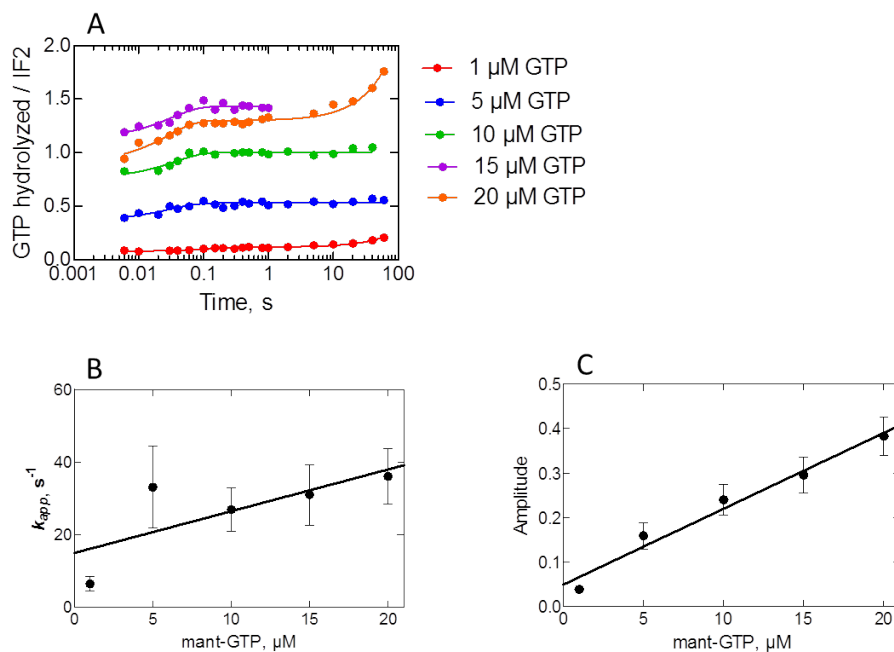 A
GTP hydrolyzed / IF2
2.0
1.5
1.0
0.5
0.0
0.001
0.01
0.1
1
10
100
Time, s
1 µM GTP
5 µM GTP
10 µM GTP
15 µM GTP
20 µM GTP
B
kapp, s-1
60
40
20
0
0
5
10
15
20
mant-GTP, µM
C
Amplitude
0.5
0.4
0.3
0.2
0.1
0.0
0
5
10
15
20
mant-GTP, µM